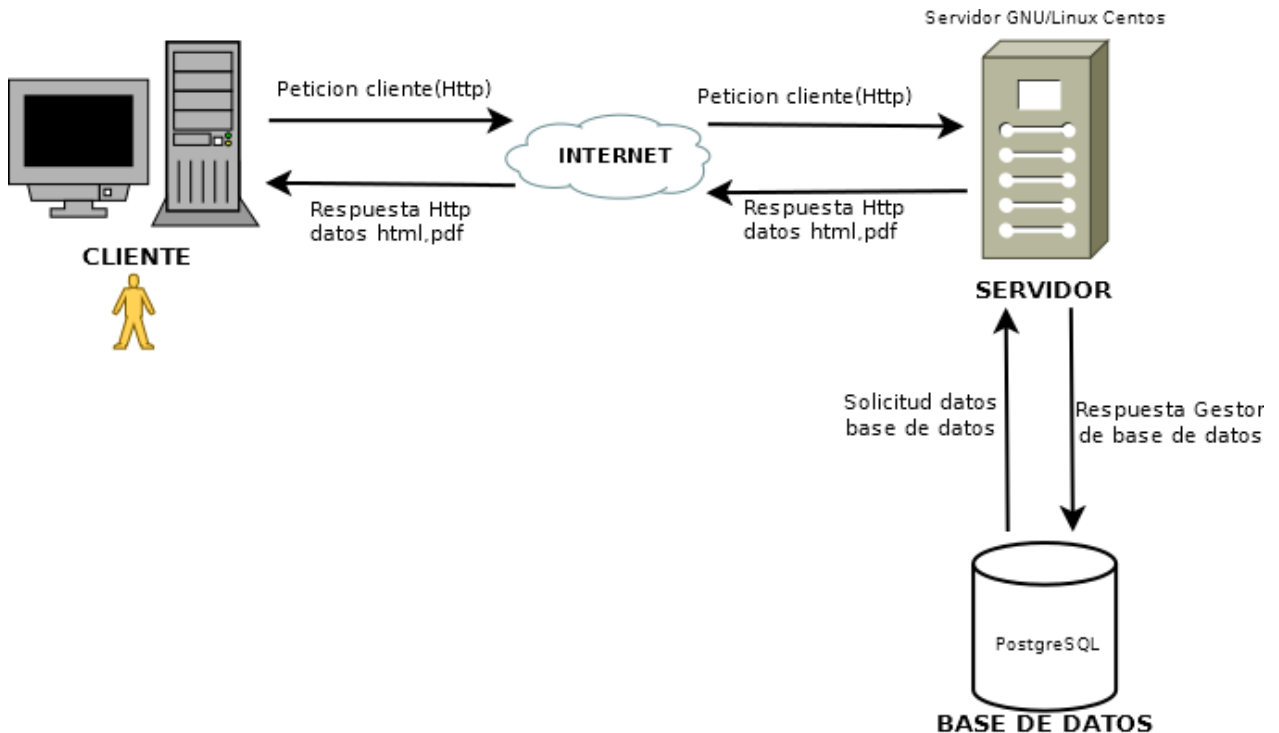 Servidor GNU/Linux Centos
Peticion cliente(Http)
Peticion cliente(Http)
INTERNET
Respuesta Http
datos html,pdf
Respuesta Http
datos html,pdf
CLIENTE
SERVIDOR
Solicitud datos
base de datos
Respuesta Gestor
de base de datos
PostgreSQL
BASE DE DATOS